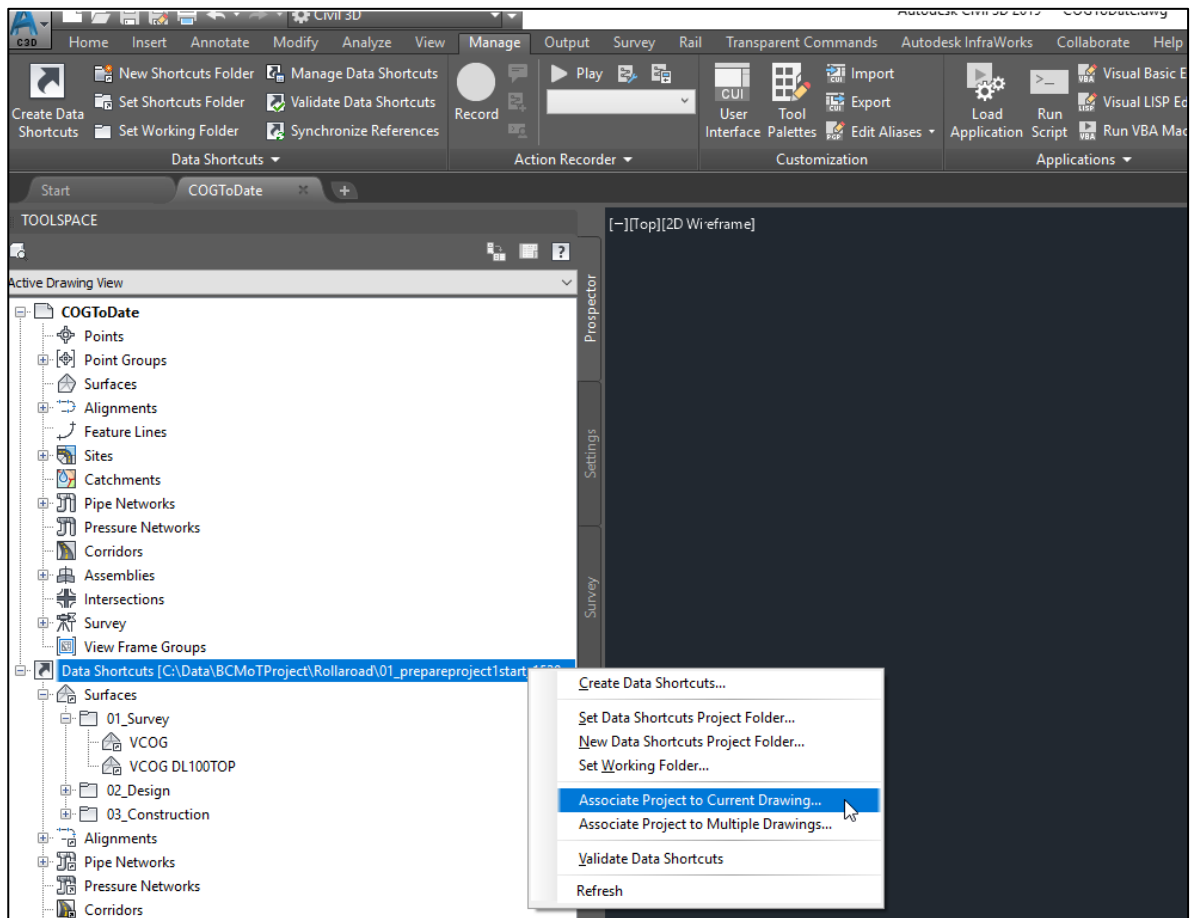 Civil 3D
Autodesk Civil 3D 2019 COGToDate.dwg
C3D
Home Insert Annotate Modify Analyze View Manage Output Survey Rail Transparent Commands Autodesk InfraWorks Collaborate Help
Create Data Shortcuts
New Shortcuts Folder
Set Shortcuts Folder
Set Working Folder
Manage Data Shortcuts
Validate Data Shortcuts
Synchronize References
Data Shortcuts
Record
Play
Action Recorder
CUI
User Interface
Tool Palettes
Import
Export
PGP
Edit Aliases
Customization
Load Application
Run Script
VBA
Visual Basic E
LISP
Visual LISP Ed
VBA
Run VBA Mac
Applications
Start
COGToDate
TOOLSPACE
[−][Top][2D Wireframe]
Active Drawing View
Prospector
Settings
Survey
COGToDate
Points
Point Groups
Surfaces
Alignments
Feature Lines
Sites
Catchments
Pipe Networks
Pressure Networks
Corridors
Assemblies
Intersections
Survey
View Frame Groups
Data Shortcuts [C:\Data\BCMoTProject\Rollaroad\01_prepareproject1start_1520
Surfaces
01_Survey
VCOG
VCOG DL100TOP
02_Design
03_Construction
Alignments
Pipe Networks
Pressure Networks
Corridors
Create Data Shortcuts...
Set Data Shortcuts Project Folder...
New Data Shortcuts Project Folder...
Set Working Folder...
Associate Project to Current Drawing...
Associate Project to Multiple Drawings...
Validate Data Shortcuts
Refresh